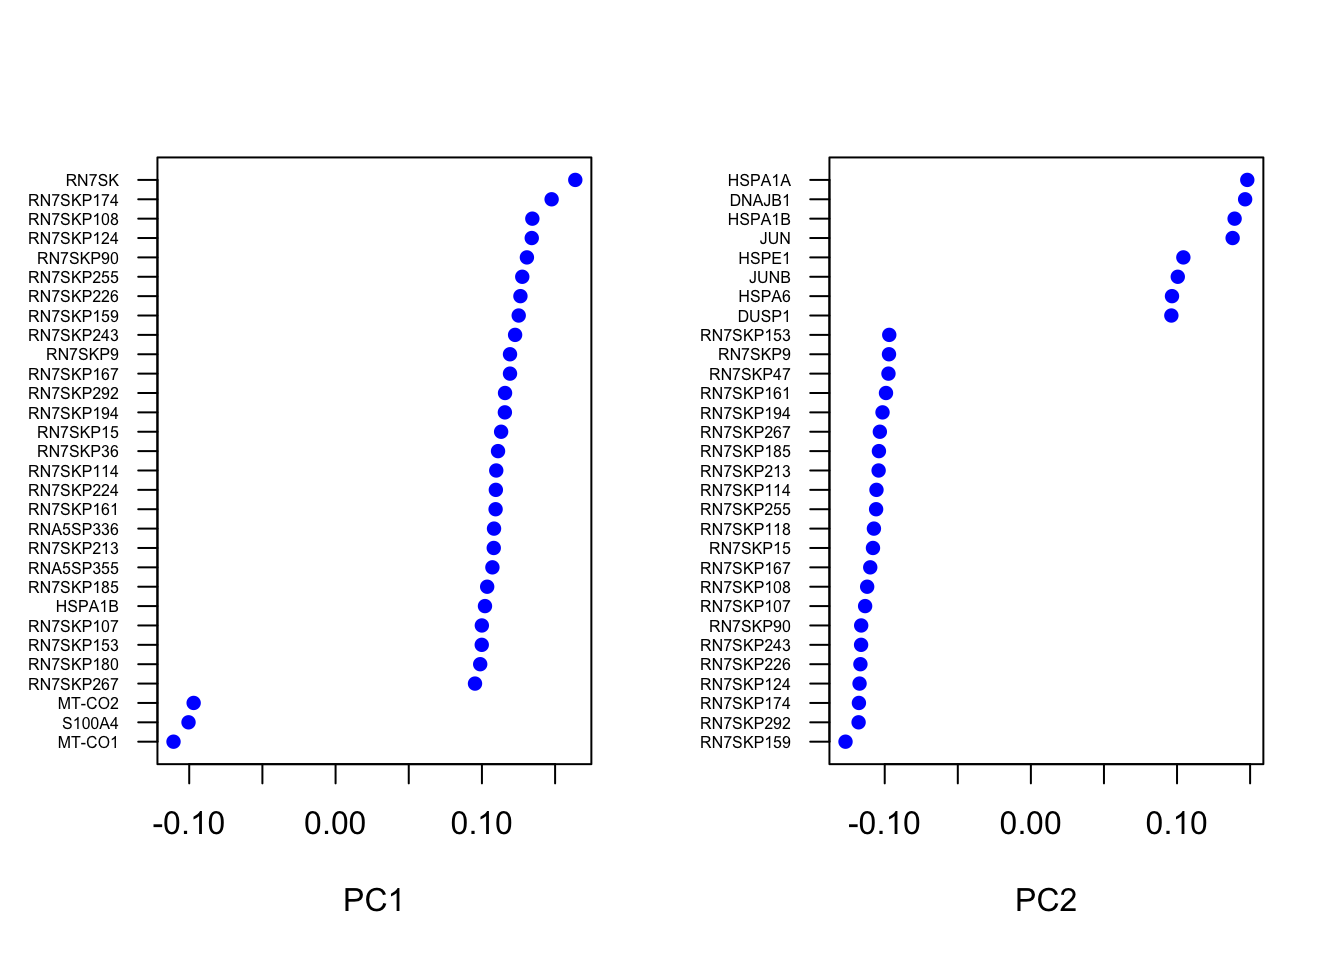 RN7SK
RN7SKP174
RN7SKP108
RN7SKP124
RN7SKP90
RN7SKP255
RN7SKP226
RN7SKP159
RN7SKP243
RN7SKP9
RN7SKP167
RN7SKP292
RN7SKP194
RN7SKP15
RN7SKP36
RN7SKP114
RN7SKP224
RN7SKP161
RNA5SP336
RN7SKP213
RNA5SP355
RN7SKP185
HSPA1B
RN7SKP107
RN7SKP153
RN7SKP180
RN7SKP267
MT-CO2
S100A4
MT-CO1
-0.10 0.00 0.10
PC1
HSPA1A
DNAJB1
HSPA1B
JUN
HSPE1
JUNB
HSPA6
DUSP1
RN7SKP153
RN7SKP9
RN7SKP47
RN7SKP161
RN7SKP194
RN7SKP267
RN7SKP185
RN7SKP213
RN7SKP114
RN7SKP255
RN7SKP118
RN7SKP15
RN7SKP167
RN7SKP108
RN7SKP107
RN7SKP90
RN7SKP243
RN7SKP226
RN7SKP124
RN7SKP174
RN7SKP292
RN7SKP159
-0.10 0.00 0.10
PC2